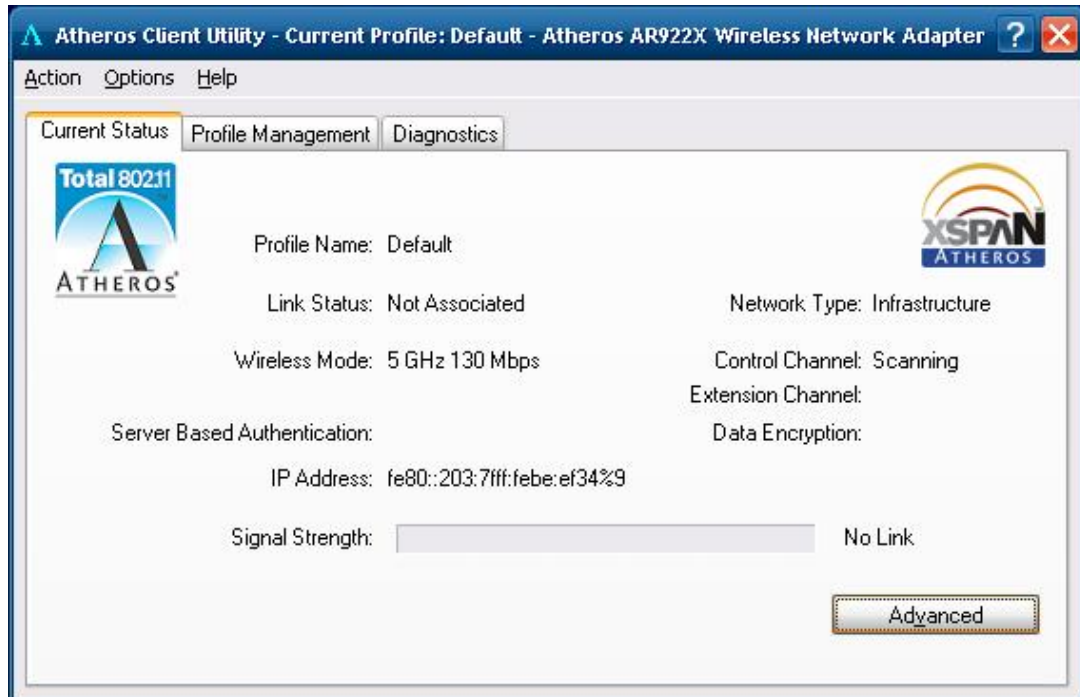 Atheros Client Utility - Current Profile: Default - Atheros AR922X Wireless Network Adapter ?
Action Options Help
Current Status Profile Management Diagnostics
Total 802.11
ATHEROS®
XSPAN
ATHEROS
Profile Name: Default
Link Status: Not Associated Network Type: Infrastructure
Wireless Mode: 5 GHz 130 Mbps Control Channel: Scanning
Extension Channel:
Server Based Authentication: Data Encryption:
IP Address: fe80::203:7fff:febe:ef34%9
Signal Strength: No Link
Advanced